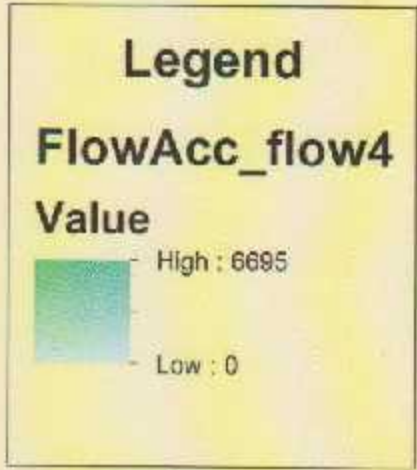 Legend
FlowAcc_flow4
Value
High : 6695
Low : 0